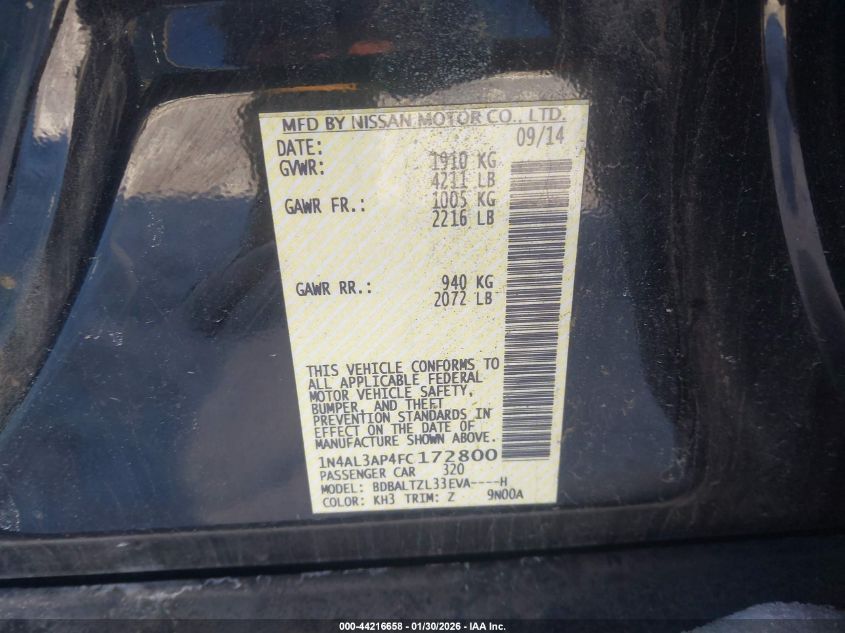 MFD BY NISSAN MOTOR CO., LTD.
DATE: 09/14
GVWR: 1910 KG
4211 LB
GAWR FR.: 1005 KG
2216 LB
GAWR RR.: 940 KG
2072 LB
THIS VEHICLE CONFORMS TO
ALL APPLICABLE FEDERAL
MOTOR VEHICLE SAFETY,
BUMPER, AND THEFT
PREVENTION STANDARDS IN
EFFECT ON THE DATE OF
MANUFACTURE SHOWN ABOVE.
1N4AL3AP4FC172800
PASSENGER CAR 320
MODEL: BDBALTZL33EVA----H
COLOR: KH3 TRIM: Z 9N00A
000-44216658 - 01/30/2026 - IAA Inc.